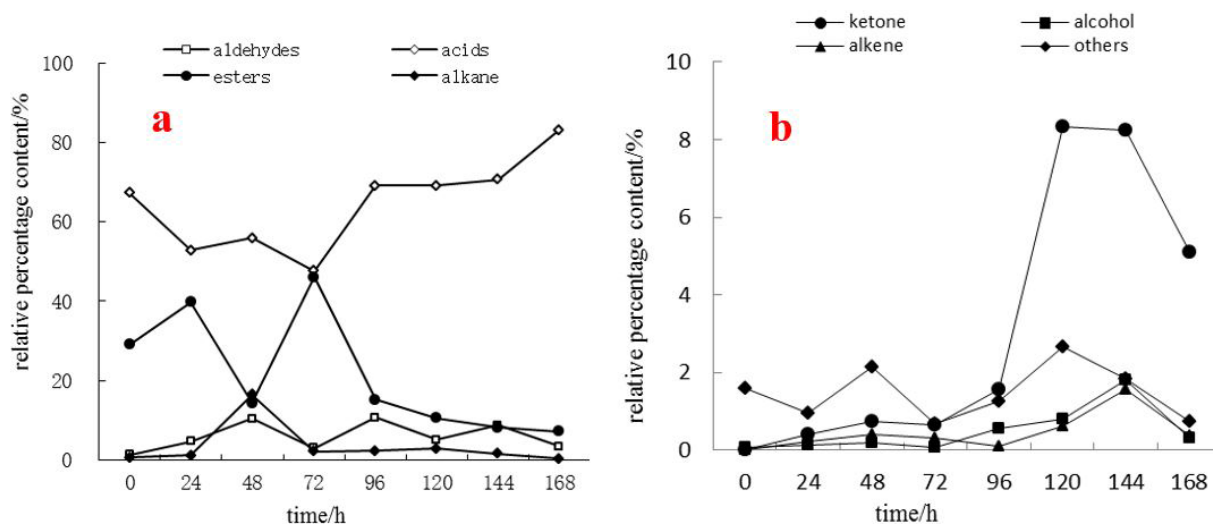 aldehydes acids
esters alkane
100
80
60
40
20
0
a
relative percentage content/%
0 24 48 72 96 120 144 168
time/h
ketone alcohol
alkene others
10
8
6
4
2
0
b
relative percentage content/%
0 24 48 72 96 120 144 168
time/h